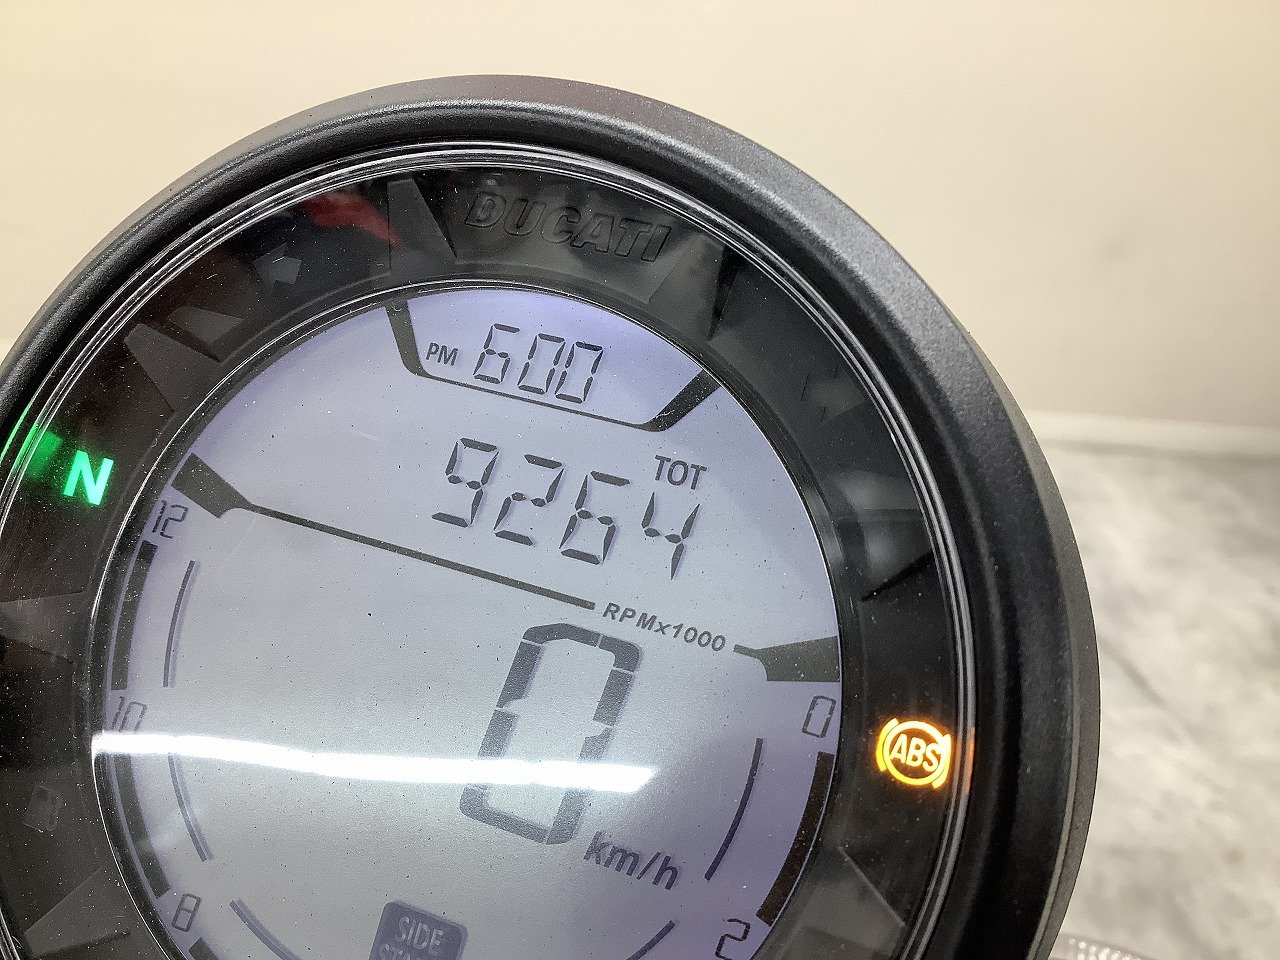 DUCATI
PM 600
TOT
9264
N
12
RPMx1000
0
10
0
ABS
km/h
8
SIDE
2